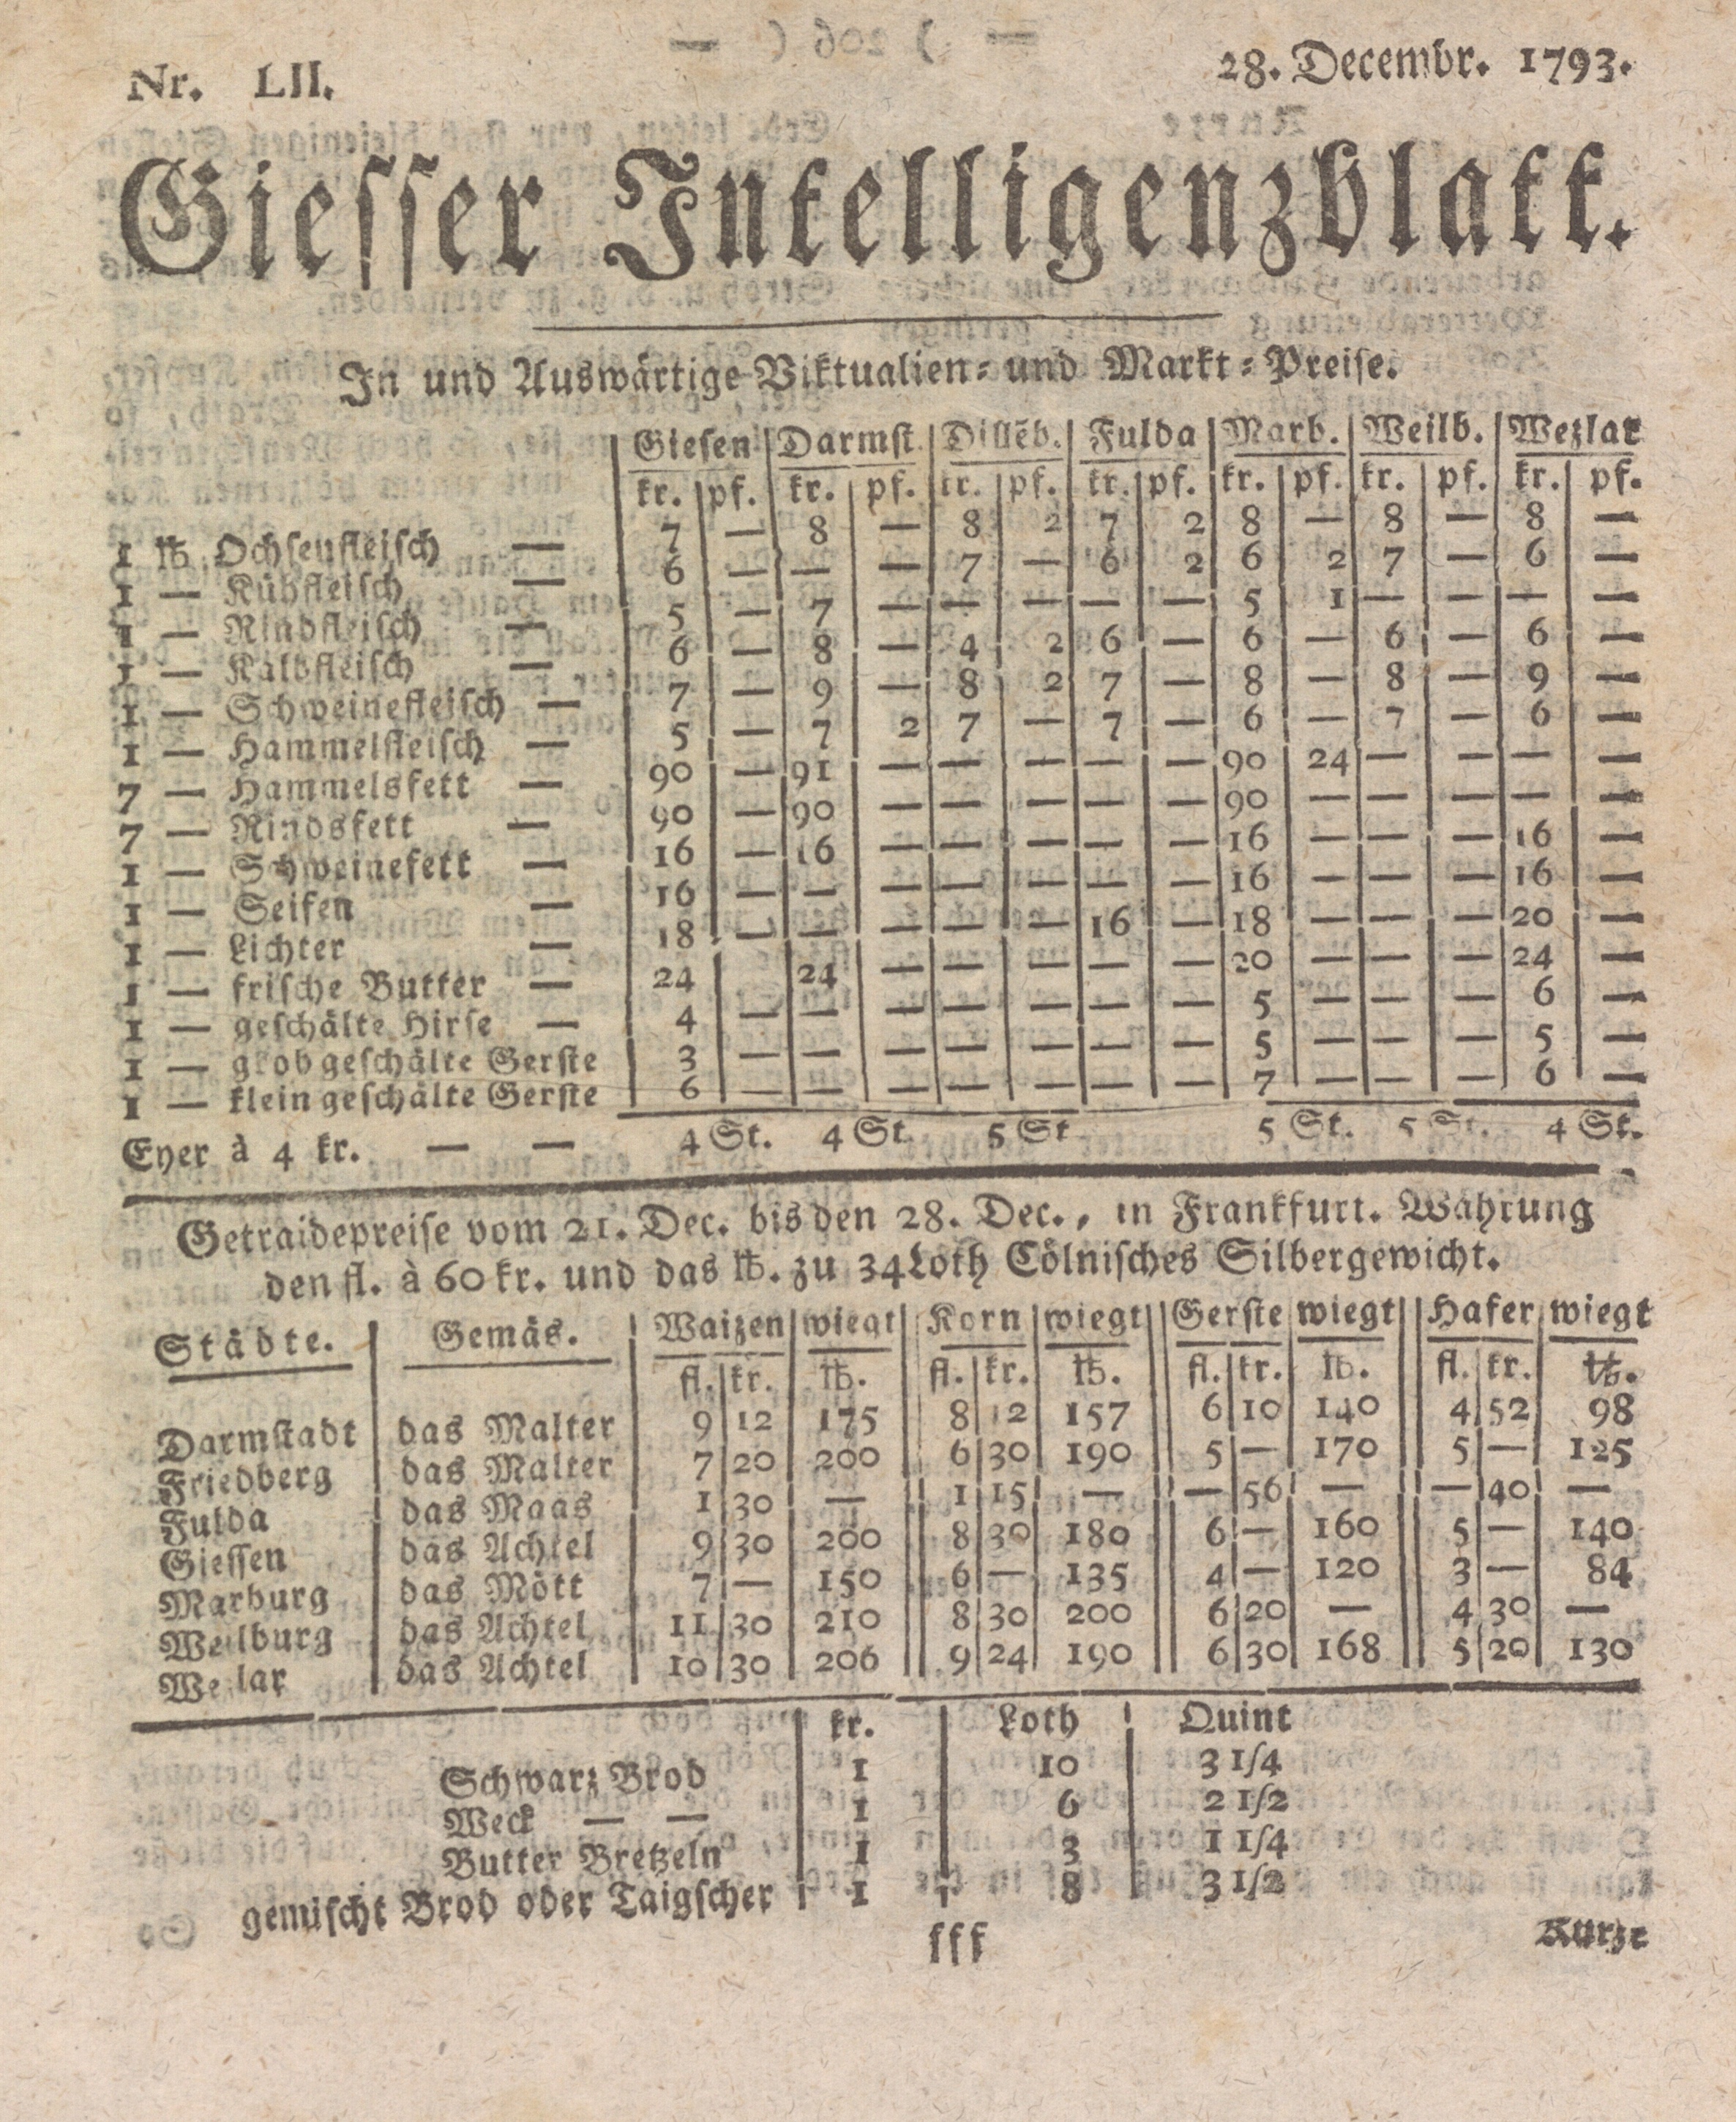 Nr. LII.
28. Decembr. 1793.
Giesser Intelligenzblatt.
In und Auswärtige Viktualien- und Markt-Preise.
Giesen Darmst Dillēb. Fulda Marb. Weilb. Wezlar
kr. pf. kr. pf. kr. pf. kr. pf. kr. pf. kr. pf. kr. pf.
1 lb Ochsenfleisch — 7 — 8 — 8 2 7 2 8 — 8 — 8 —
1 — Kühfleisch — 6 — — — 7 — 6 2 6 2 7 — 6 —
1 — Rindfleisch — 5 — 7 — — — — — 5 1 — — — —
1 — Kalbfleisch — 6 — 8 — 4 2 6 — 6 — 6 — 6 —
1 — Schweinefleisch — 7 — 9 — 8 2 7 — 8 — 8 — 9 —
1 — Hammelfleisch — 5 — 7 2 7 — 7 — 6 — 7 — 6 —
7 — Hammelsfett — 90 — 91 — — — — — 90 24 — — — —
7 — Rindsfett — 90 — 90 — — — — — 90 — — — — —
1 — Schweinefett — 16 — 16 — — — — — 16 — — — 16 —
1 — Seifen — 16 — — — — — — — 16 — — — 16 —
1 — Lichter — 18 — — — — — 16 — 18 — — — 20 —
1 — frische Butter — 24 24 — — — — — 20 — — — 24 —
1 — geschälte Hirse — 4 — — — — — — — 5 — — — 6 —
1 — grob geschälte Gerste 3 — — — — — — — 5 — — — 5 —
1 — klein geschälte Gerste 6 — — — — — — — 7 — — — 6 —
Eyer à 4 kr. — — 4 St. 4 St 5 St 5 St. 5 St. 4 St.
Getraidepreise vom 21. Dec. bis den 28. Dec., in Frankfurt. Währung
den fl. à 60 kr. und das lb. zu 34 Loth Cölnisches Silbergewicht.
Städte. Gemäs. Waizen wiegt Korn wiegt Gerste wiegt Hafer wiegt
fl. kr. lb. fl. kr. lb. fl. kr. lb. fl. kr. lb.
Darmstadt das Malter 9 12 175 8 12 157 6 10 140 4 52 98
Friedberg das Malter 7 20 200 6 30 190 5 — 170 5 — 125
Fulda das Maas 1 30 — 1 15 — — 56 — — 40 —
Giessen das Achtel 9 30 200 8 30 180 6 — 160 5 — 140
Marburg das Mött 7 — 150 6 — 135 4 — 120 3 — 84
Weilburg das Achtel 11 30 210 8 30 200 6 20 — 4 30 —
Wezlar das Achtel 10 30 206 9 24 190 6 30 168 5 20 130
kr. Loth Quint
Schwarz Brod 1 10 3 1/4
Weck — — 1 6 2 1/2
Butter Bretzeln 1 3 1 1/4
gemischt Brod oder Taigscher 1 8 3 1/2
fff
Kurze